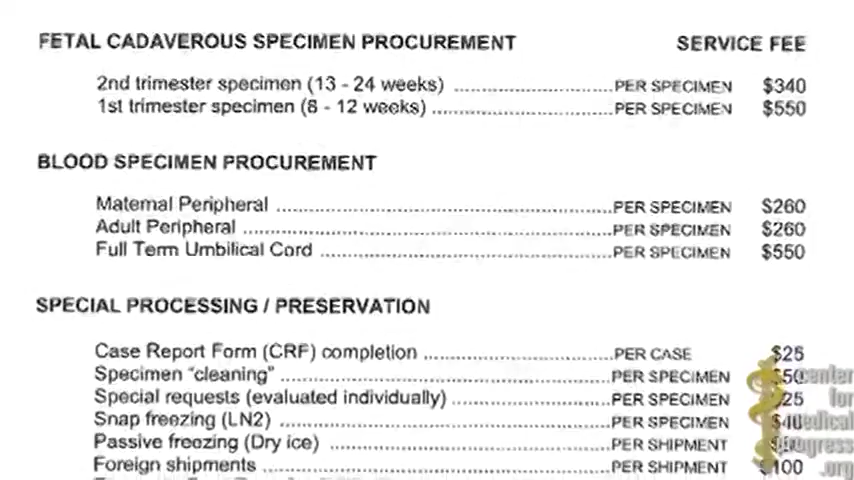 FETAL CADAVEROUS SPECIMEN PROCUREMENT SERVICE FEE
2nd trimester specimen (13 - 24 weeks) PER SPECIMEN $340
1st trimester specimen (8 - 12 weeks) PER SPECIMEN $550
BLOOD SPECIMEN PROCUREMENT
Maternal Peripheral PER SPECIMEN $260
Adult Peripheral PER SPECIMEN $260
Full Term Umbilical Cord PER SPECIMEN $550
SPECIAL PROCESSING / PRESERVATION
Case Report Form (CRF) completion PER CASE $25
Specimen “cleaning” PER SPECIMEN $50
Special requests (evaluated individually) PER SPECIMEN $25
Snap freezing (LN2) PER SPECIMEN
Passive freezing (Dry ice) PER SHIPMENT
Foreign shipments PER SHIPMENT $100
center
for
medical
progress
.org